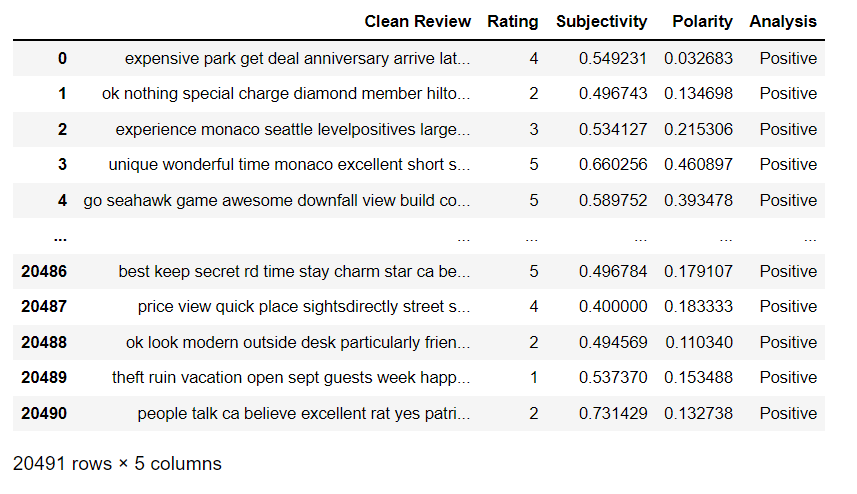 Clean Review Rating Subjectivity Polarity Analysis
0 expensive park get deal anniversary arrive lat... 4 0.549231 0.032683 Positive
1 ok nothing special charge diamond member hilto... 2 0.496743 0.134698 Positive
2 experience monaco seattle levelpositives large... 3 0.534127 0.215306 Positive
3 unique wonderful time monaco excellent short s... 5 0.660256 0.460897 Positive
4 go seahawk game awesome downfall view build co... 5 0.589752 0.393478 Positive
... ... ... ... ... ...
20486 best keep secret rd time stay charm star ca be... 5 0.496784 0.179107 Positive
20487 price view quick place sightsdirectly street s... 4 0.400000 0.183333 Positive
20488 ok look modern outside desk particularly frien... 2 0.494569 0.110340 Positive
20489 theft ruin vacation open sept guests week happ... 1 0.537370 0.153488 Positive
20490 people talk ca believe excellent rat yes patri... 2 0.731429 0.132738 Positive
20491 rows × 5 columns